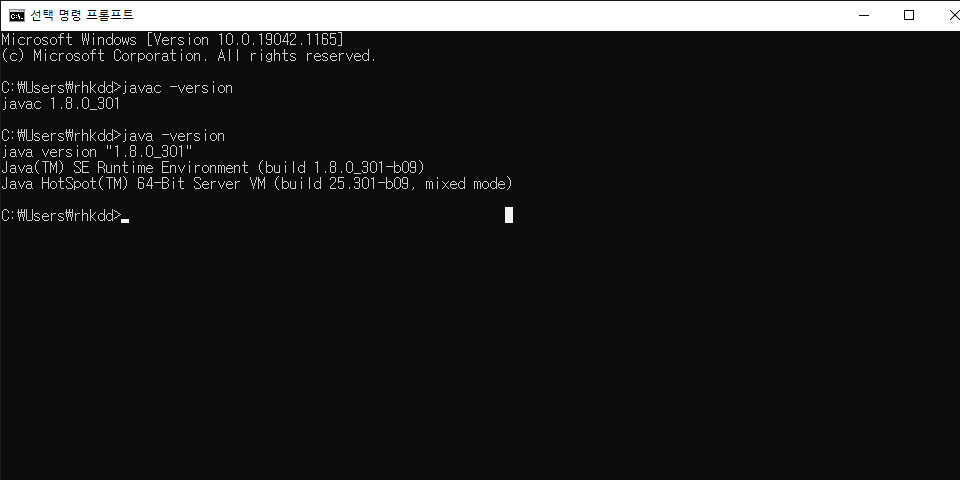 선택 명령 프롬프트
Microsoft Windows [Version 10.0.19042.1165]
(c) Microsoft Corporation. All rights reserved.
C:₩Users₩rhkdd>javac -version
javac 1.8.0_301
C:₩Users₩rhkdd>java -version
java version "1.8.0_301"
Java(TM) SE Runtime Environment (build 1.8.0_301-b09)
Java HotSpot(TM) 64-Bit Server VM (build 25.301-b09, mixed mode)
C:₩Users₩rhkdd>